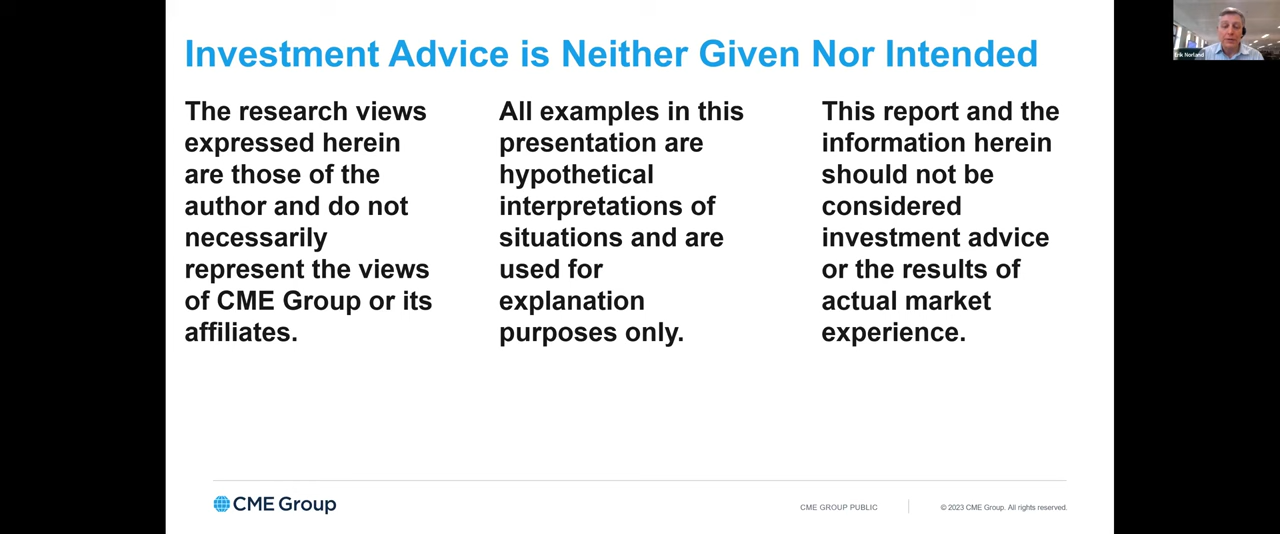 Investment Advice is Neither Given Nor Intended
The research views
expressed herein
are those of the
author and do not
necessarily
represent the views
of CME Group or its
affiliates.
All examples in this
presentation are
hypothetical
interpretations of
situations and are
used for
explanation
purposes only.
This report and the
information herein
should not be
considered
investment advice
or the results of
actual market
experience.
Erik Norland
CME Group
CME GROUP PUBLIC
© 2023 CME Group. All rights reserved.